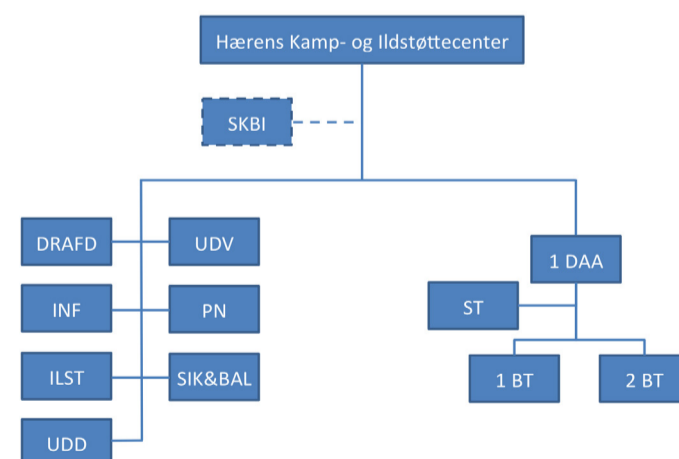 Hærens Kamp- og Ildstøttecenter
SKBI
DRAFD
UDV
1 DAA
INF
PN
ST
ILST
SIK&BAL
1 BT
2 BT
UDD